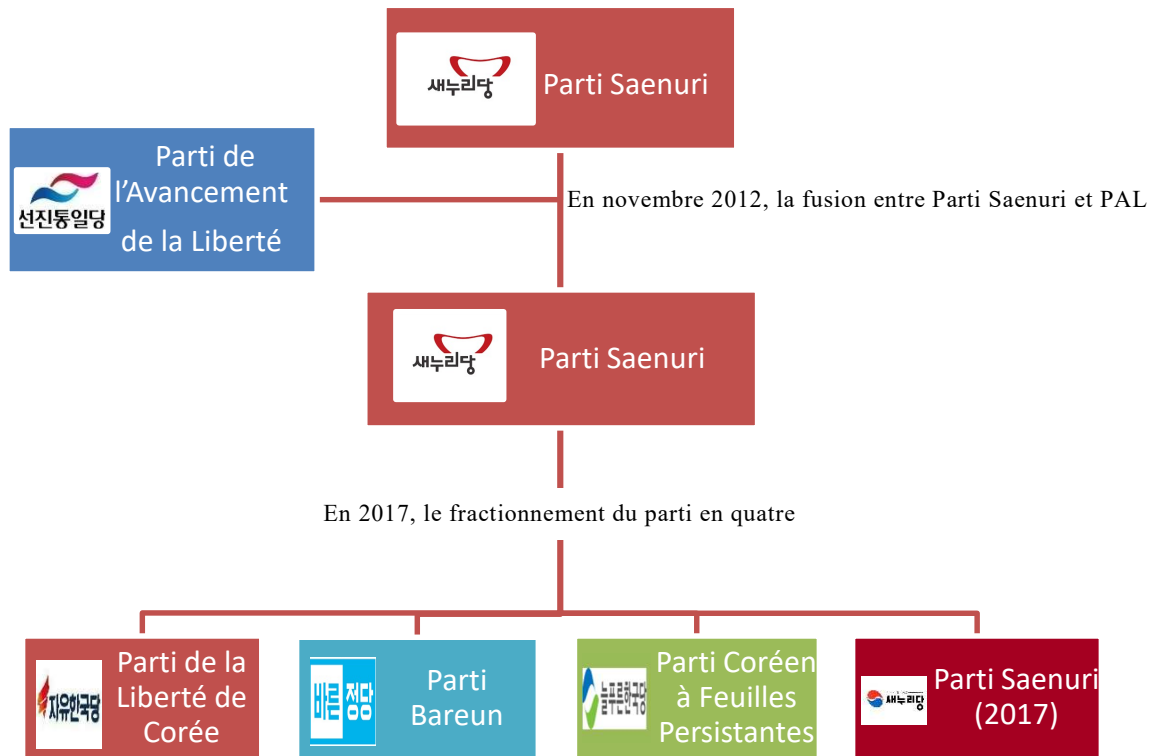 새누리당
Parti Saenuri
선진통일당
Parti de
l'Avancement
de la Liberté
En novembre 2012, la fusion entre Parti Saenuri et PAL
새누리당
Parti Saenuri
En 2017, le fractionnement du parti en quatre
자유한국당
Parti de la
Liberté de
Corée
바른정당
Parti
Bareun
늘푸른한국당
Parti Coréen
à Feuilles
Persistantes
새누리당
Parti Saenuri
(2017)